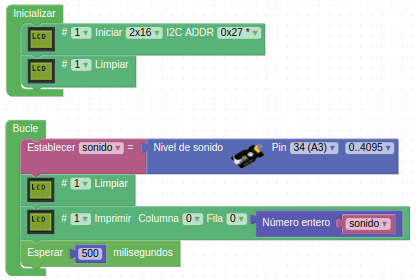 Inicializar
LCD # 1 Iniciar 2x16 I2C ADDR 0x27 *
LCD # 1 Limpiar
Bucle
Establecer sonido = Nivel de sonido Pin 34 (A3) 0..4095
LCD # 1 Limpiar
LCD # 1 Imprimir Columna 0 Fila 0 Número entero sonido
Esperar 500 milisegundos